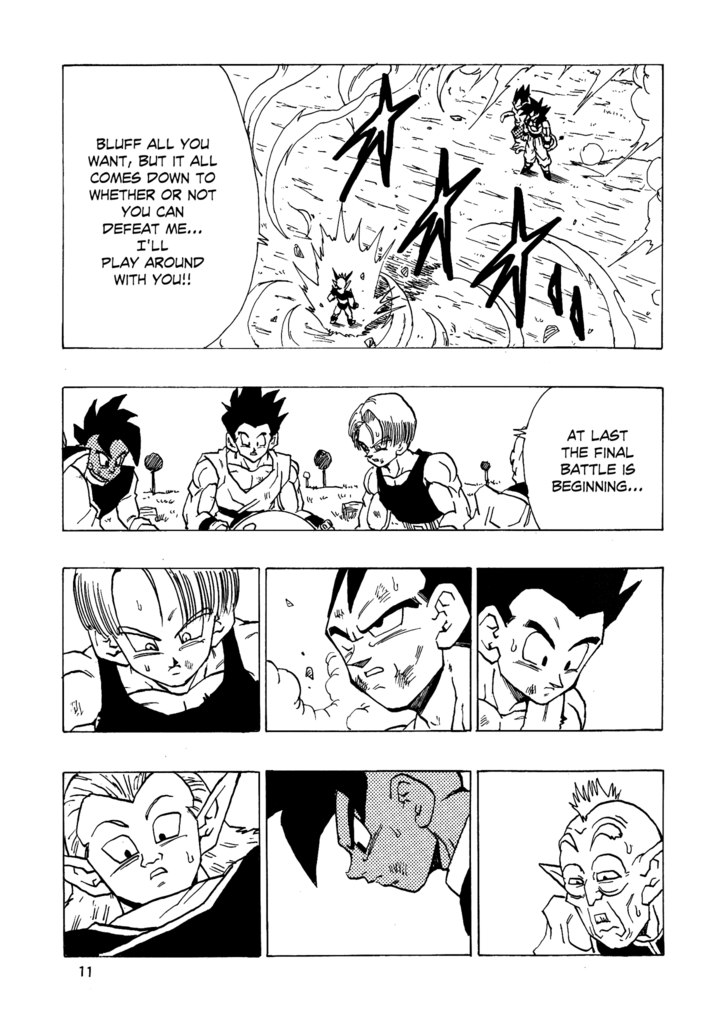 BLUFF ALL YOU
WANT, BUT IT ALL
COMES DOWN TO
WHETHER OR NOT
YOU CAN
DEFEAT ME...
I'LL
PLAY AROUND
WITH YOU!!
AT LAST
THE FINAL
BATTLE IS
BEGINNING...
11